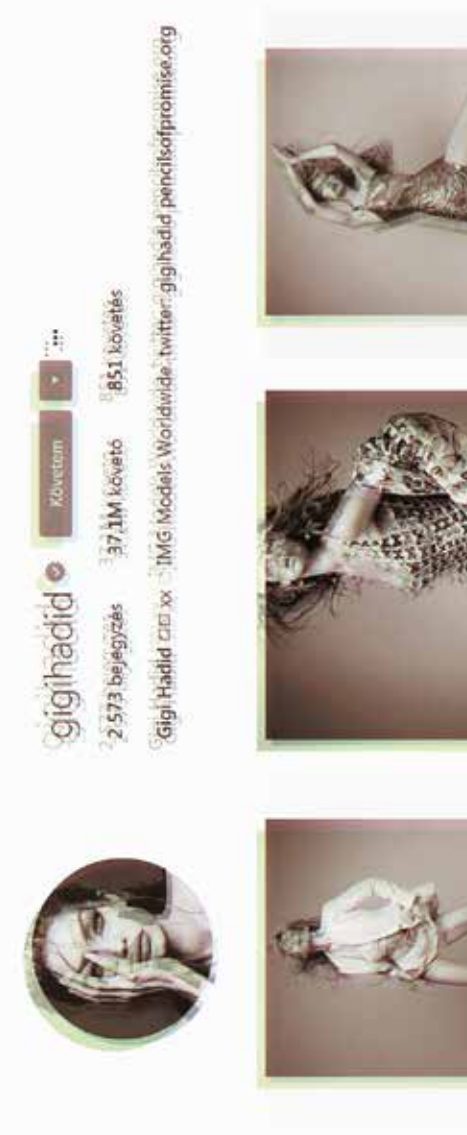 gigihadid Követem
2 573 bejegyzés 37,1M követő 851 követés
Gigi Hadid xx IMG Models Worldwide twitter: gigihadid pencilsofpromise.org